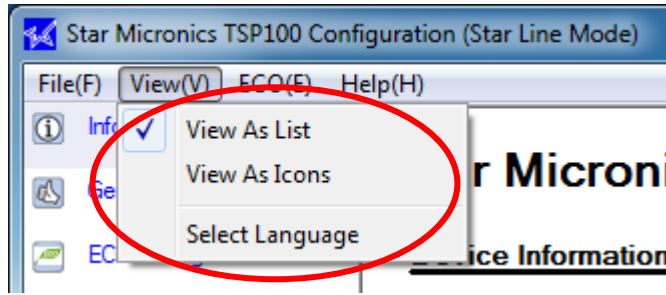 Star Micronics TSP100 Configuration (Star Line Mode)
File(F) View(V) ECO(E) Help(H)
View As List
View As Icons
r Microni
Select Language
ice Information